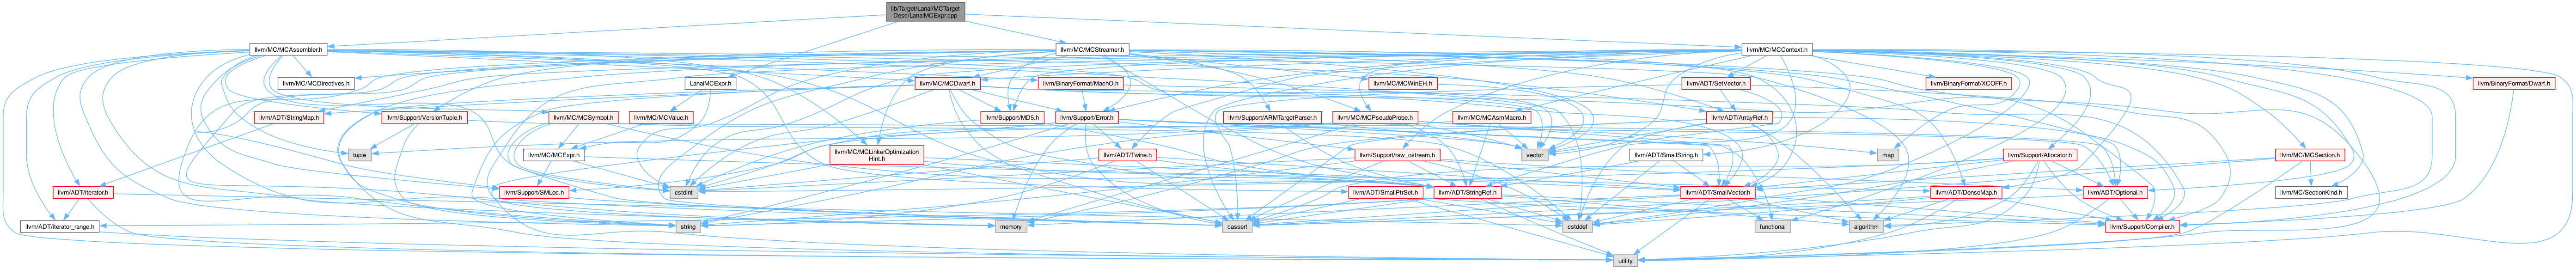 lib/Target/Lanai/MCTarget
Desc/LanaiMCExpr.cpp
llvm/MC/MCAssembler.h
llvm/MC/MCStreamer.h
llvm/MC/MCContext.h
llvm/MC/MCDirectives.h
LanaiMCExpr.h
llvm/MC/MCDwarf.h
llvm/BinaryFormat/MachO.h
llvm/MC/MCWinEH.h
llvm/ADT/SetVector.h
llvm/BinaryFormat/XCOFF.h
llvm/BinaryFormat/Dwarf.h
llvm/ADT/StringMap.h
llvm/Support/VersionTuple.h
llvm/MC/MCSymbol.h
llvm/MC/MCValue.h
llvm/Support/MD5.h
llvm/Support/Error.h
llvm/Support/ARMTargetParser.h
llvm/MC/MCPseudoProbe.h
llvm/MC/MCAsmMacro.h
llvm/ADT/ArrayRef.h
tuple
llvm/MC/MCExpr.h
llvm/MC/MCLinkerOptimization
Hint.h
llvm/ADT/Twine.h
llvm/Support/raw_ostream.h
vector
llvm/ADT/SmallString.h
map
llvm/Support/Allocator.h
llvm/MC/MCSection.h
llvm/ADT/iterator.h
llvm/Support/SMLoc.h
cstdint
llvm/ADT/SmallPtrSet.h
llvm/ADT/StringRef.h
llvm/ADT/SmallVector.h
llvm/ADT/DenseMap.h
llvm/ADT/Optional.h
llvm/MC/SectionKind.h
llvm/ADT/iterator_range.h
string
memory
cassert
cstddef
functional
algorithm
llvm/Support/Compiler.h
utility